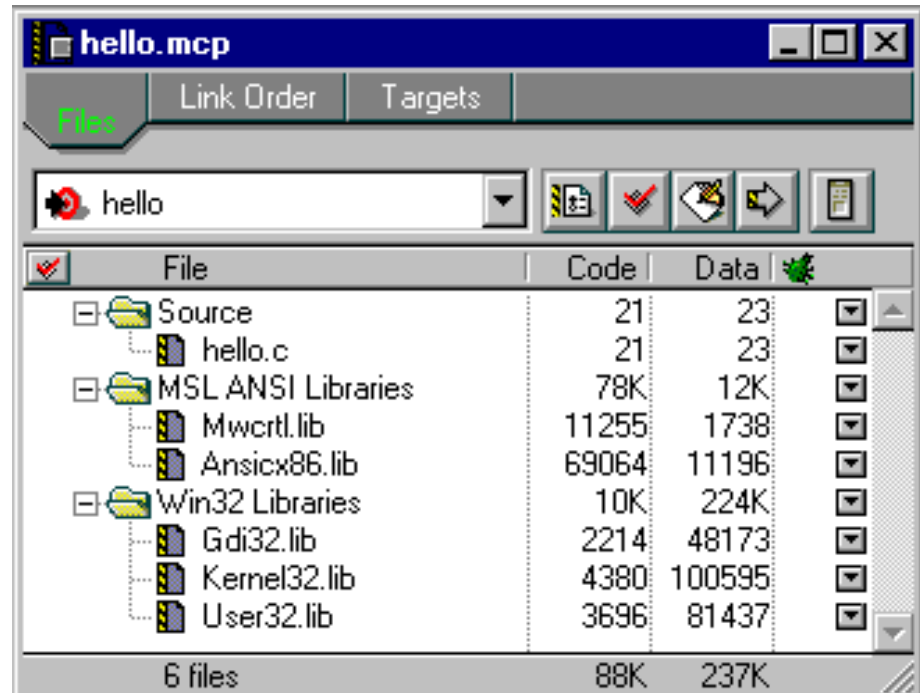 hello.mcp
Files Link Order Targets
hello
File Code Data
Source 21 23
hello.c 21 23
MSL ANSI Libraries 78K 12K
Mwcrtl.lib 11255 1738
Ansicx86.lib 69064 11196
Win32 Libraries 10K 224K
Gdi32.lib 2214 48173
Kernel32.lib 4380 100595
User32.lib 3696 81437
6 files 88K 237K